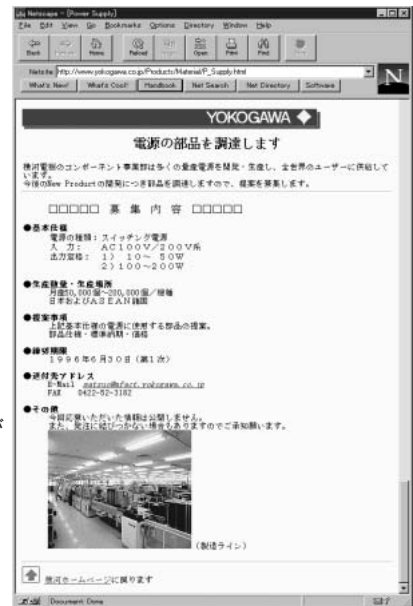 Netscape - [Power Supply]
File Edit View Go Bookmarks Options Directory Window Help
Back Home Reload Open Print Find
Netsite: http://www.yokogawa.co.jp/Products/Material/P_Supply.html
What's New! What's Cool! Handbook Net Search Net Directory Software
N
YOKOGAWA
電源の部品を調達します
横河電機のコンポーネント事業部は多くの量産電源を開発・生産し、全世界のユーザーに供給して
います。
今後のNew Productの開発につき部品を調達しますので、提案を募集します。
□□□□□ 募 集 内 容 □□□□□
●基本仕様
電源の種類: スイッチング電源
入 力: AC100V/200V系
出力容格: 1) 10~ 50W
2) 100~200W
●生産数量・生産場所
月産50,000個~200,000個/機種
日本およびASEAN諸国
●提案事項
上記基本仕様の電源に使用する部品の提案。
部品仕様・標準納期・価格
●締切期限
1996年6月30日(第1次)
●送付先アドレス
E-Mail
FAX 0422-52-3182
●その他
今回応募いただいた情報は公開しません。
また、発注に結びつかない場合もありますのでご承知願います。
が
(製造ライン)
横河ホームページに戻ります
Document: Done